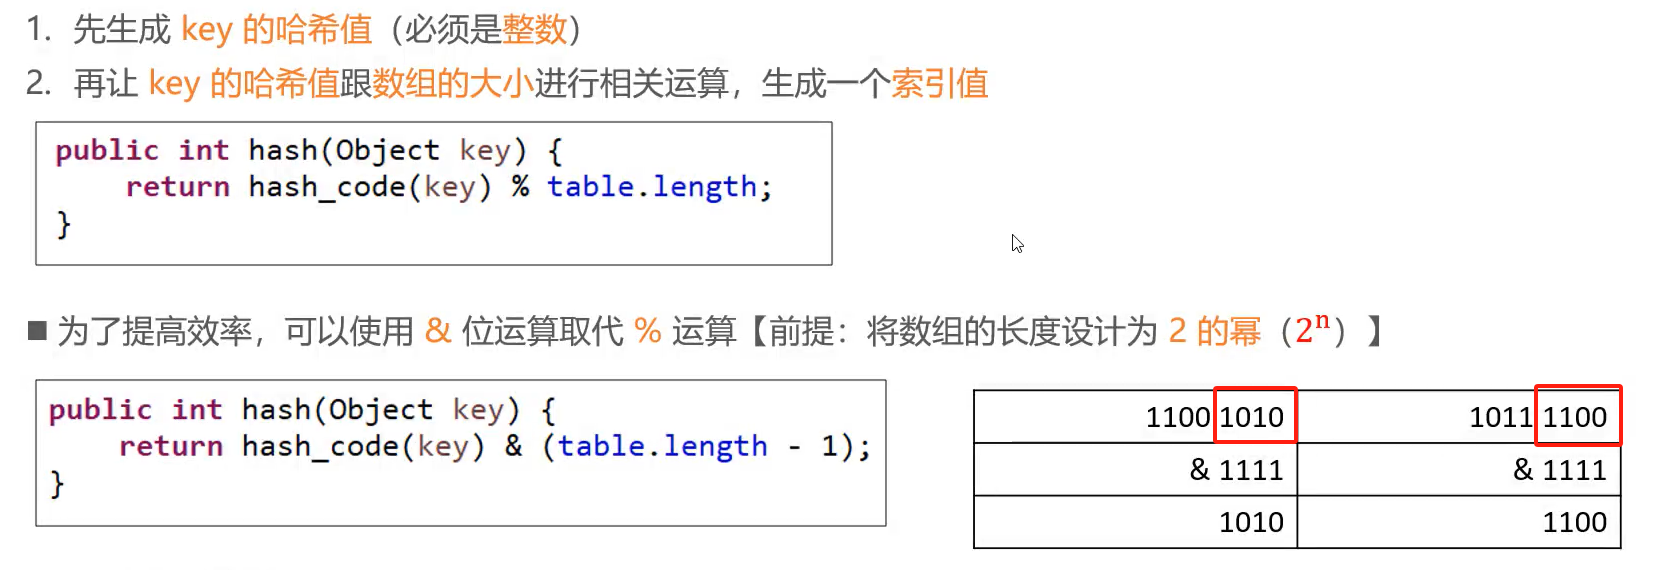 1. 先生成 key 的哈希值（必须是整数）
2. 再让 key 的哈希值跟数组的大小进行相关运算，生成一个索引值
public int hash(Object key) {
return hash_code(key) % table.length;
}
■ 为了提高效率，可以使用 & 位运算取代 % 运算【前提：将数组的长度设计为 2 的幂（2ⁿ）】
public int hash(Object key) {
return hash_code(key) & (table.length - 1);
}
1100 1010 1011 1100
& 1111 & 1111
1010 1100